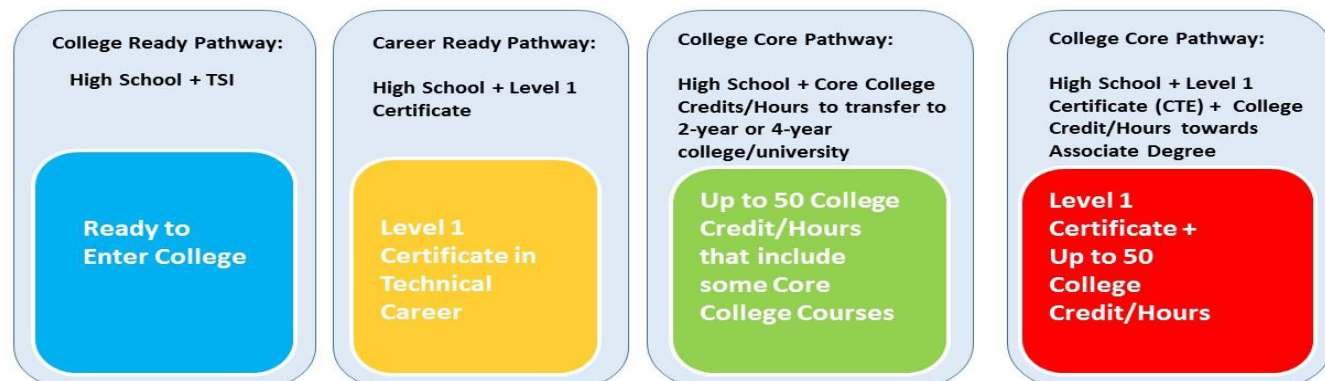 College Ready Pathway:
High School + TSI
Ready to
Enter College
Career Ready Pathway:
High School + Level 1
Certificate
Level 1
Certificate in
Technical
Career
College Core Pathway:
High School + Core College
Credits/Hours to transfer to
2-year or 4-year
college/university
Up to 50 College
Credit/Hours
that include
some Core
College Courses
College Core Pathway:
High School + Level 1
Certificate (CTE) + College
Credit/Hours towards
Associate Degree
Level 1
Certificate +
Up to 50
College
Credit/Hours